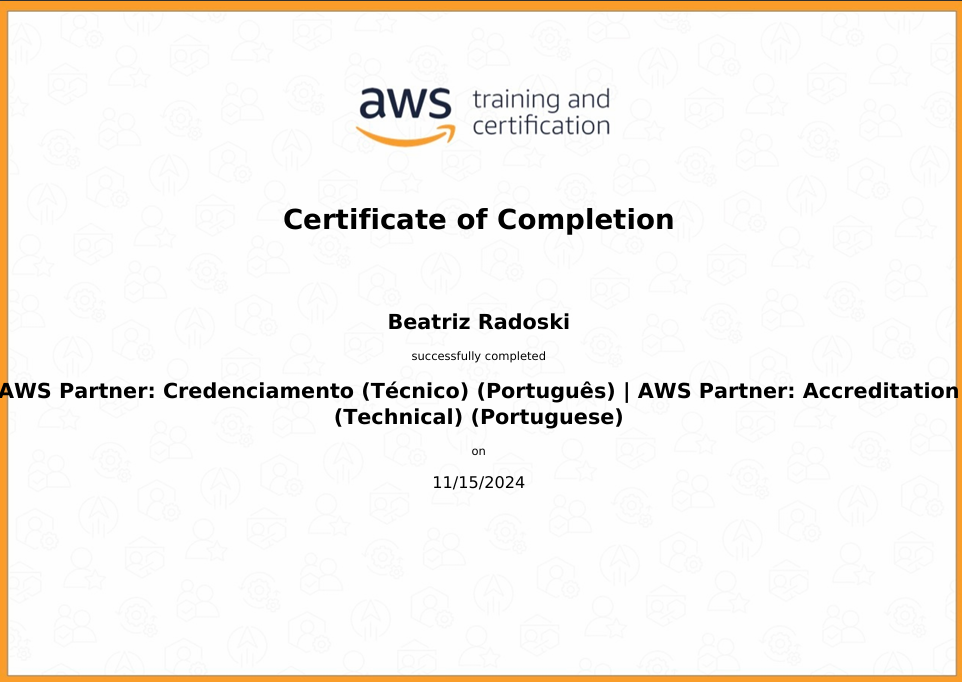 aws
training and
certification
Certificate of Completion
Beatriz Radoski
successfully completed
AWS Partner: Credenciamento (Técnico) (Português) | AWS Partner: Accreditation
(Technical) (Portuguese)
on
11/15/2024